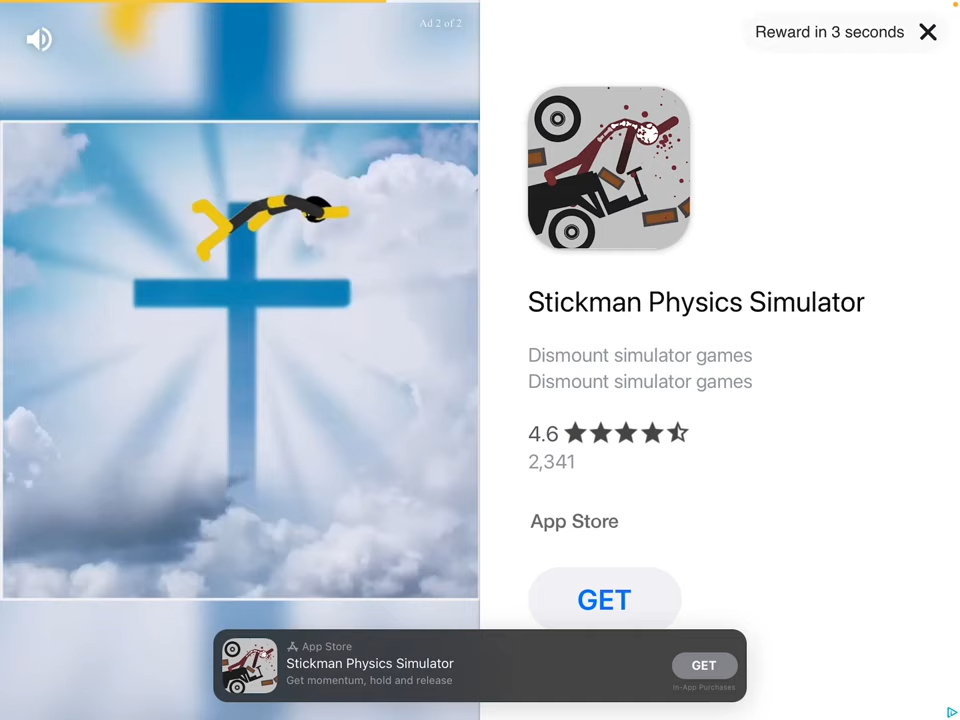 Ad 2 of 2
Reward in 3 seconds
Stickman Physics Simulator
Dismount simulator games
Dismount simulator games
4.6
2,341
App Store
GET
App Store
Stickman Physics Simulator
Get momentum, hold and release
GET
In-App Purchases